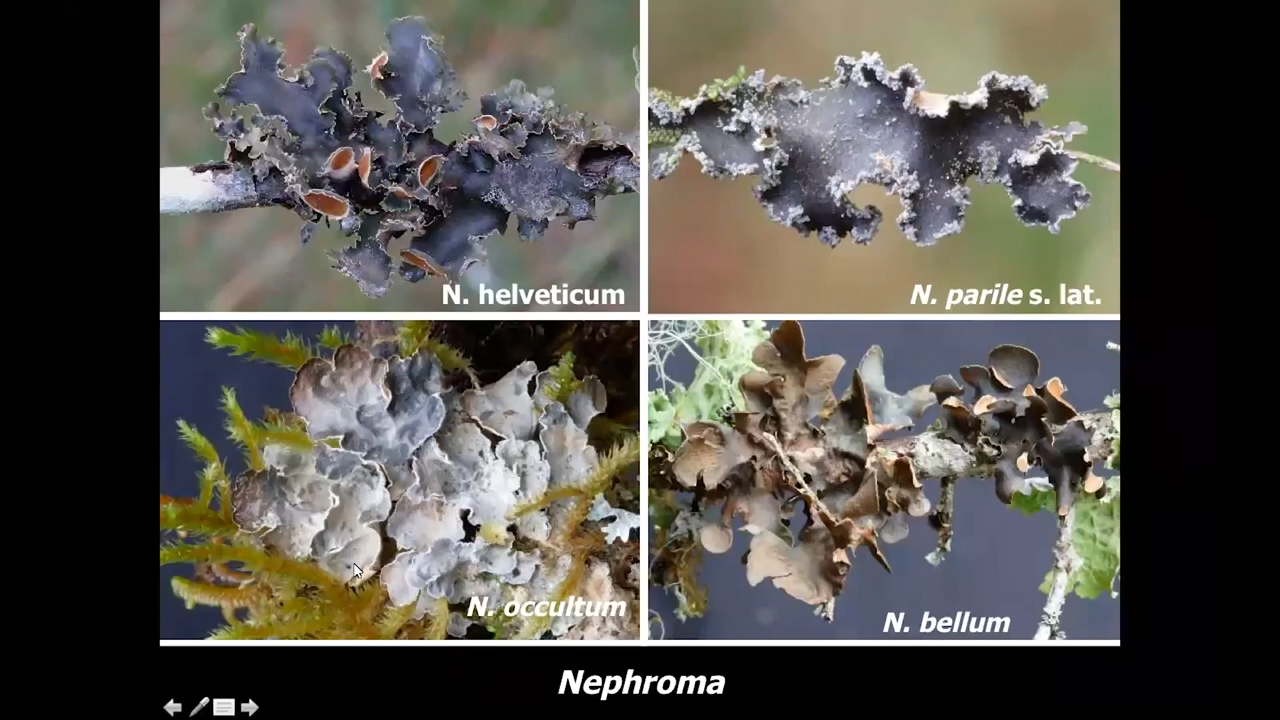 N. helveticum
N. parile s. lat.
N. occultum
N. bellum
Nephroma